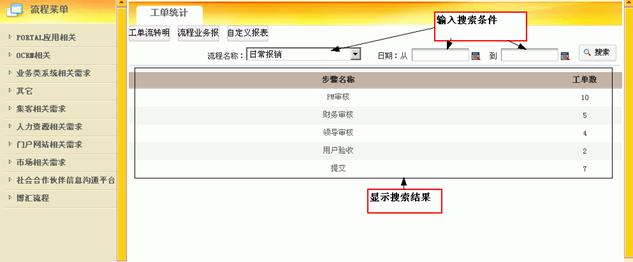 流程菜单
PORTAL应用相关
OCRM相关
业务类系统相关需求
其它
集客相关需求
人力资源相关需求
门户网站相关需求
市场相关需求
社会合作伙伴信息沟通平台
博汇流程
工单统计
输入搜索条件
工单流转明 流程业务报 自定义报表
流程名称: 日常报销 日期: 从 到 搜索
步骤名称 工单数
PM审核 10
财务审核 5
领导审核 4
用户验收 2
提交 7
显示搜索结果